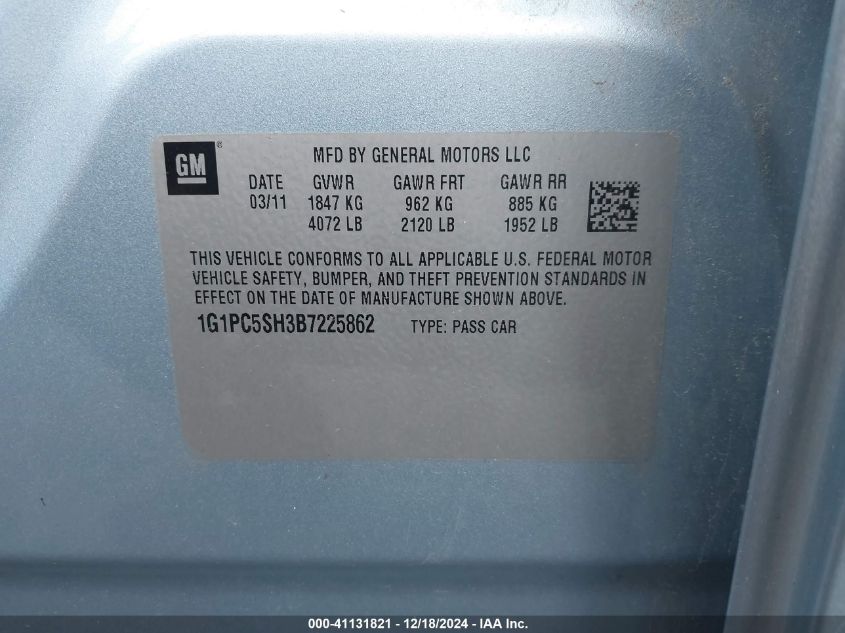 GM ®
MFD BY GENERAL MOTORS LLC
DATE GVWR GAWR FRT GAWR RR
03/11 1847 KG 962 KG 885 KG
4072 LB 2120 LB 1952 LB
THIS VEHICLE CONFORMS TO ALL APPLICABLE U.S. FEDERAL MOTOR
VEHICLE SAFETY, BUMPER, AND THEFT PREVENTION STANDARDS IN
EFFECT ON THE DATE OF MANUFACTURE SHOWN ABOVE.
1G1PC5SH3B7225862 TYPE: PASS CAR
000-41131821 - 12/18/2024 - IAA Inc.